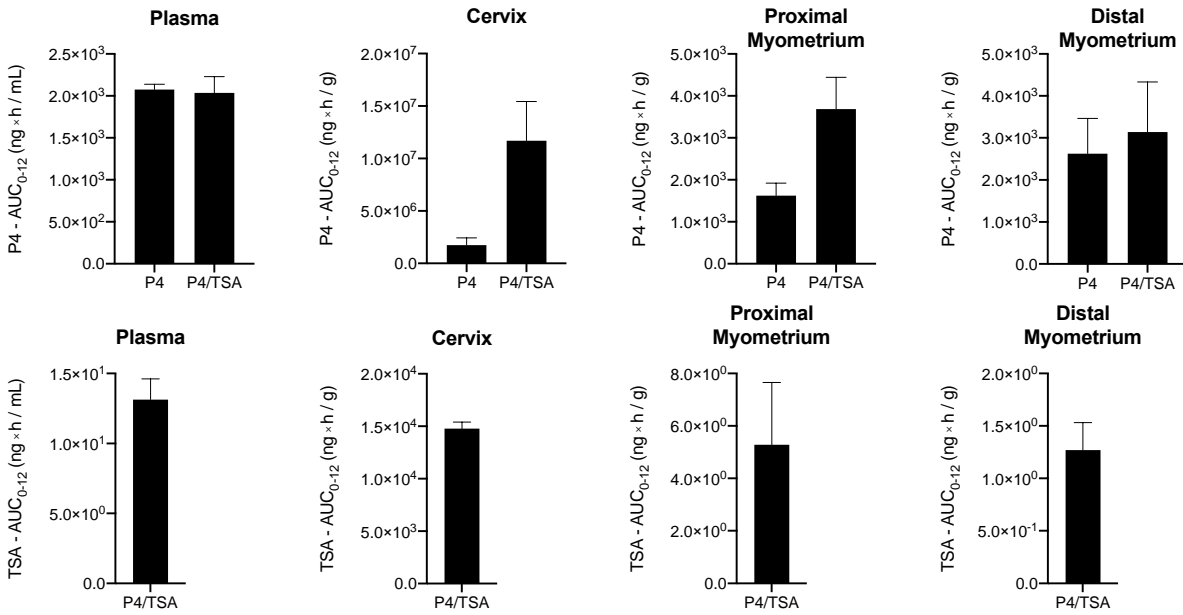 Plasma
P4 - AUC0-12 (ng × h / mL)
2.5×10³
2.0×10³
1.5×10³
1.0×10³
5.0×10²
0.0
P4 P4/TSA
Cervix
P4 - AUC0-12 (ng × h / g)
2.0×10⁷
1.5×10⁷
1.0×10⁷
5.0×10⁶
0.0
P4 P4/TSA
Proximal
Myometrium
P4 - AUC0-12 (ng × h / g)
5.0×10³
4.0×10³
3.0×10³
2.0×10³
1.0×10³
0.0
P4 P4/TSA
Distal
Myometrium
P4 - AUC0-12 (ng × h / g)
5.0×10³
4.0×10³
3.0×10³
2.0×10³
1.0×10³
0.0
P4 P4/TSA
Plasma
TSA - AUC0-12 (ng × h / mL)
1.5×10¹
1.0×10¹
5.0×10⁰
0.0
P4/TSA
Cervix
TSA - AUC0-12 (ng × h / g)
2.0×10⁴
1.5×10⁴
1.0×10⁴
5.0×10³
0.0
P4/TSA
Proximal
Myometrium
TSA - AUC0-12 (ng × h / g)
8.0×10⁰
6.0×10⁰
4.0×10⁰
2.0×10⁰
0.0
P4/TSA
Distal
Myometrium
TSA - AUC0-12 (ng × h / g)
2.0×10⁰
1.5×10⁰
1.0×10⁰
5.0×10⁻¹
0.0
P4/TSA